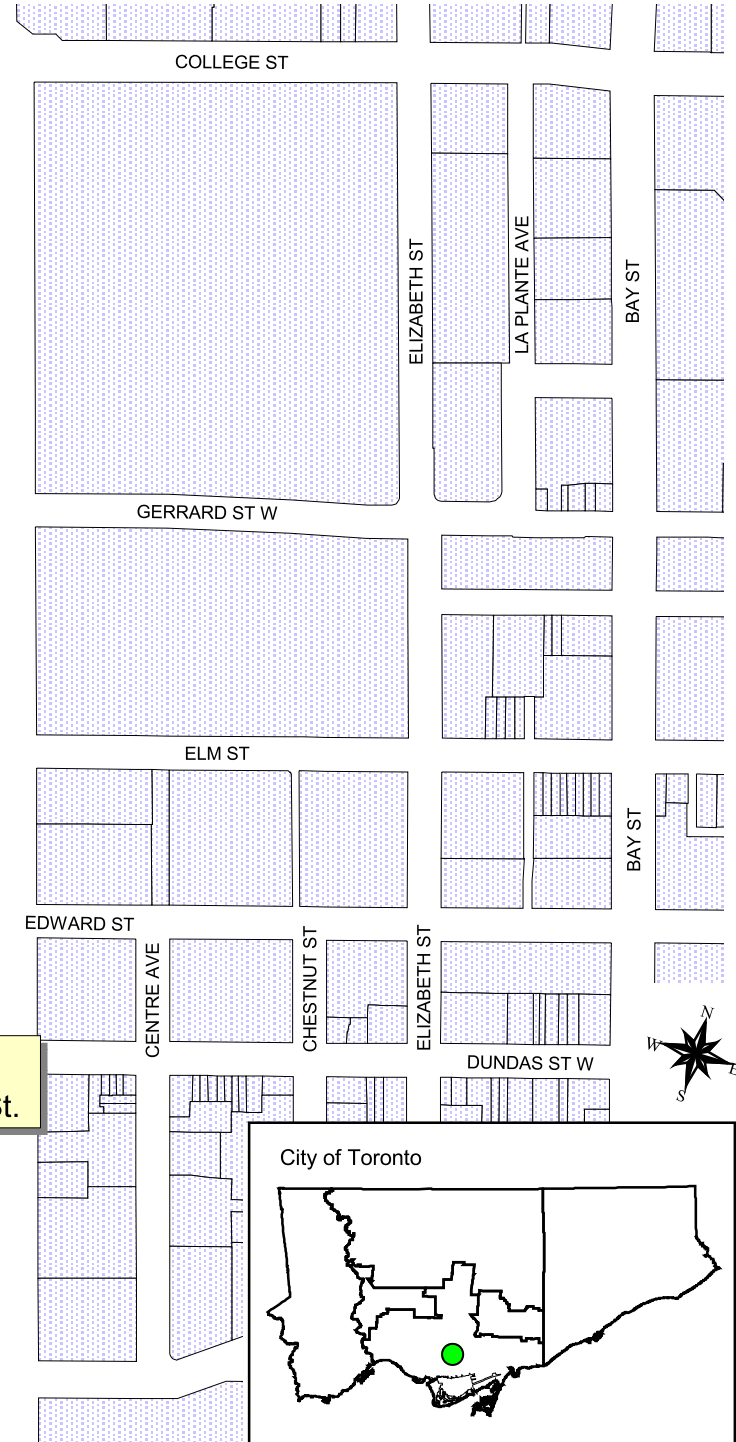 COLLEGE ST
ELIZABETH ST
LA PLANTE AVE
BAY ST
GERRARD ST W
ELM ST
BAY ST
EDWARD ST
CENTRE AVE
CHESTNUT ST
ELIZABETH ST
DUNDAS ST W
N
W
E
S
St.
City of Toronto